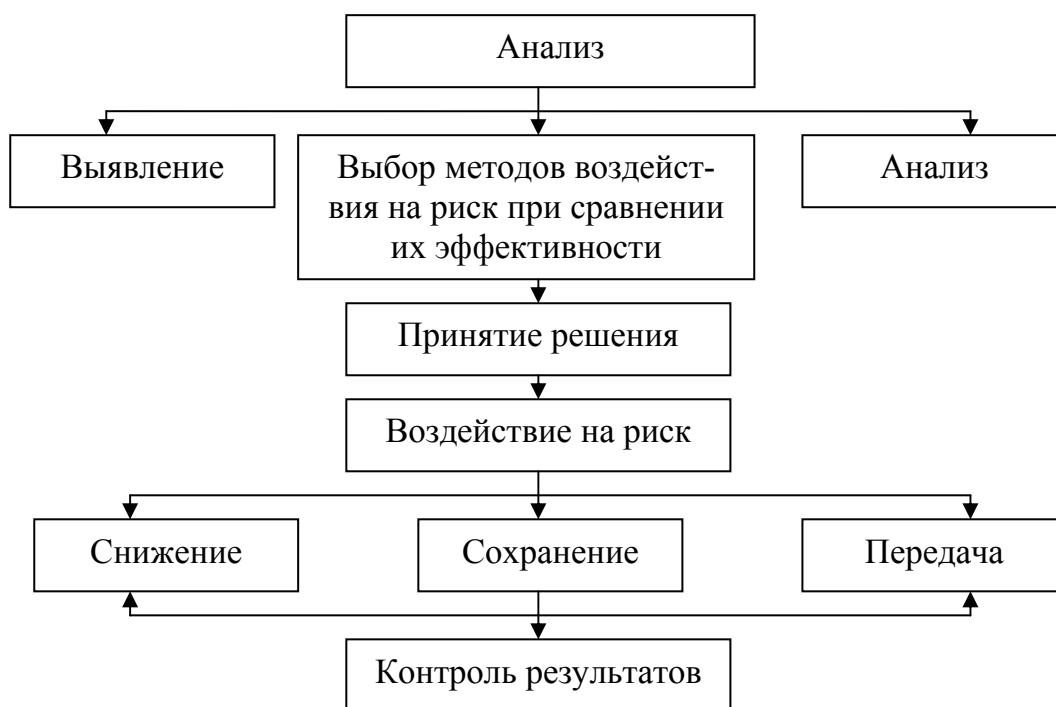 Анализ
Выявление
Выбор методов воздейст-
вия на риск при сравнении
их эффективности
Анализ
Принятие решения
Воздействие на риск
Снижение
Сохранение
Передача
Контроль результатов